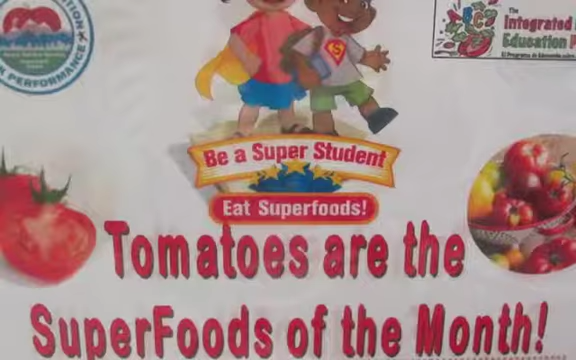 The
Integrated
Education
PERFORMANCE
S
Be a Super Student
Eat Superfoods!
Tomatoes are the
SuperFoods of the Month!